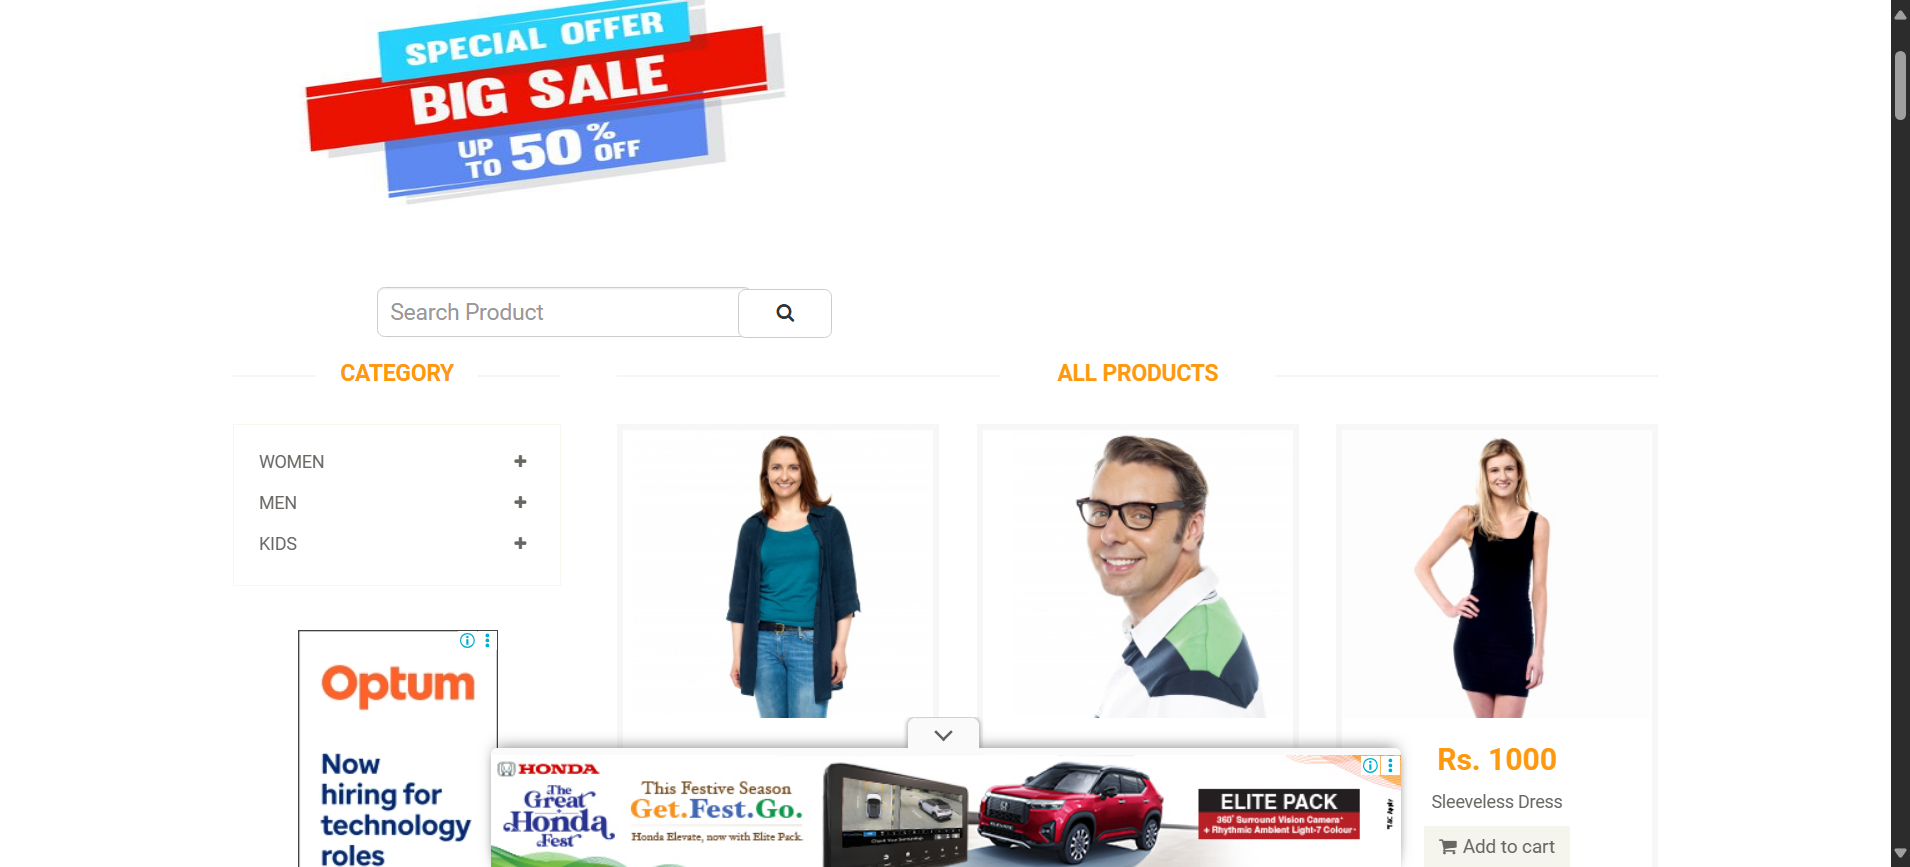 SPECIAL OFFER
BIG SALE
UP TO 50% OFF
Search Product
CATEGORY
ALL PRODUCTS
WOMEN
MEN
KIDS
Optum
Now
hiring for
technology
roles
HONDA
The
Great
Honda
Fest
This Festive Season
Get.Fest.Go.
Honda Elevate, now with Elite Pack.
ELITE PACK
360° Surround Vision Camera*
+ Rhythmic Ambient Light-7 Colour*
*T&C Apply
Rs. 1000
Sleeveless Dress
Add to cart